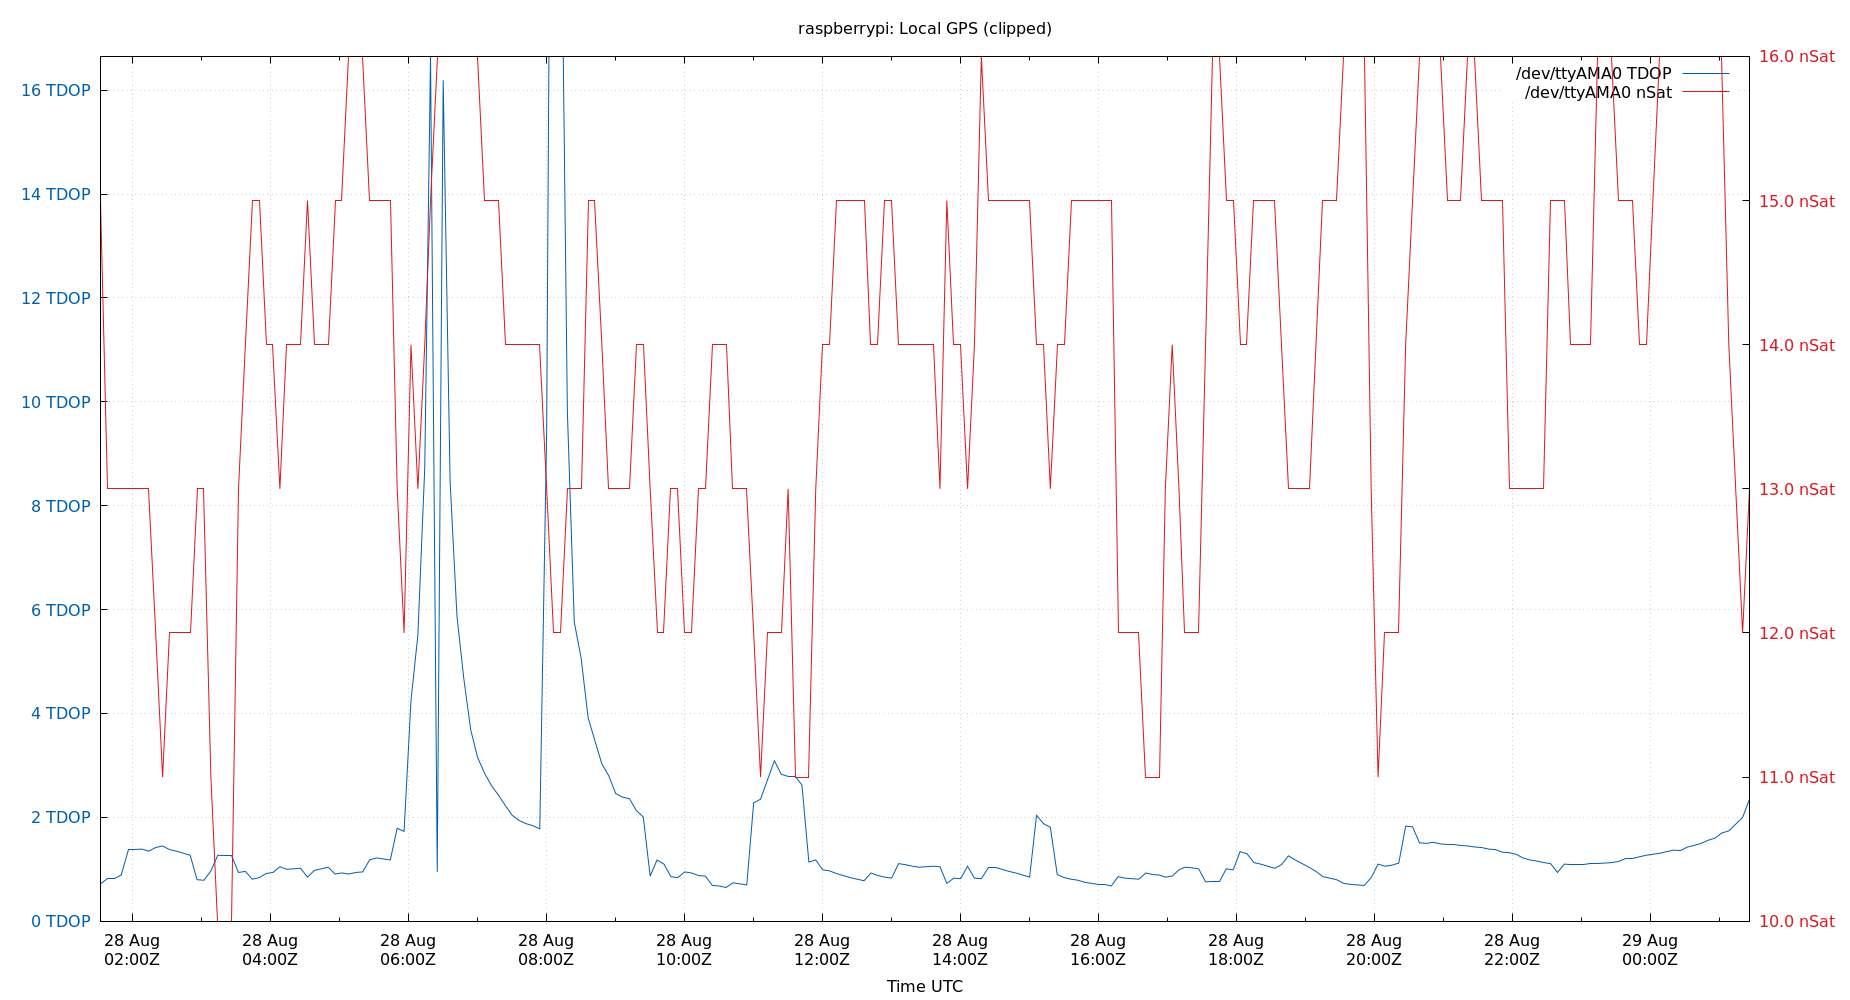 raspberrypi: Local GPS (clipped)
/dev/ttyAMA0 TDOP
/dev/ttyAMA0 nSat
16 TDOP
14 TDOP
12 TDOP
10 TDOP
8 TDOP
6 TDOP
4 TDOP
2 TDOP
0 TDOP
16.0 nSat
15.0 nSat
14.0 nSat
13.0 nSat
12.0 nSat
11.0 nSat
10.0 nSat
28 Aug 28 Aug 28 Aug 28 Aug 28 Aug 28 Aug 28 Aug 28 Aug 28 Aug 28 Aug 28 Aug 29 Aug
02:00Z 04:00Z 06:00Z 08:00Z 10:00Z 12:00Z 14:00Z 16:00Z 18:00Z 20:00Z 22:00Z 00:00Z
Time UTC